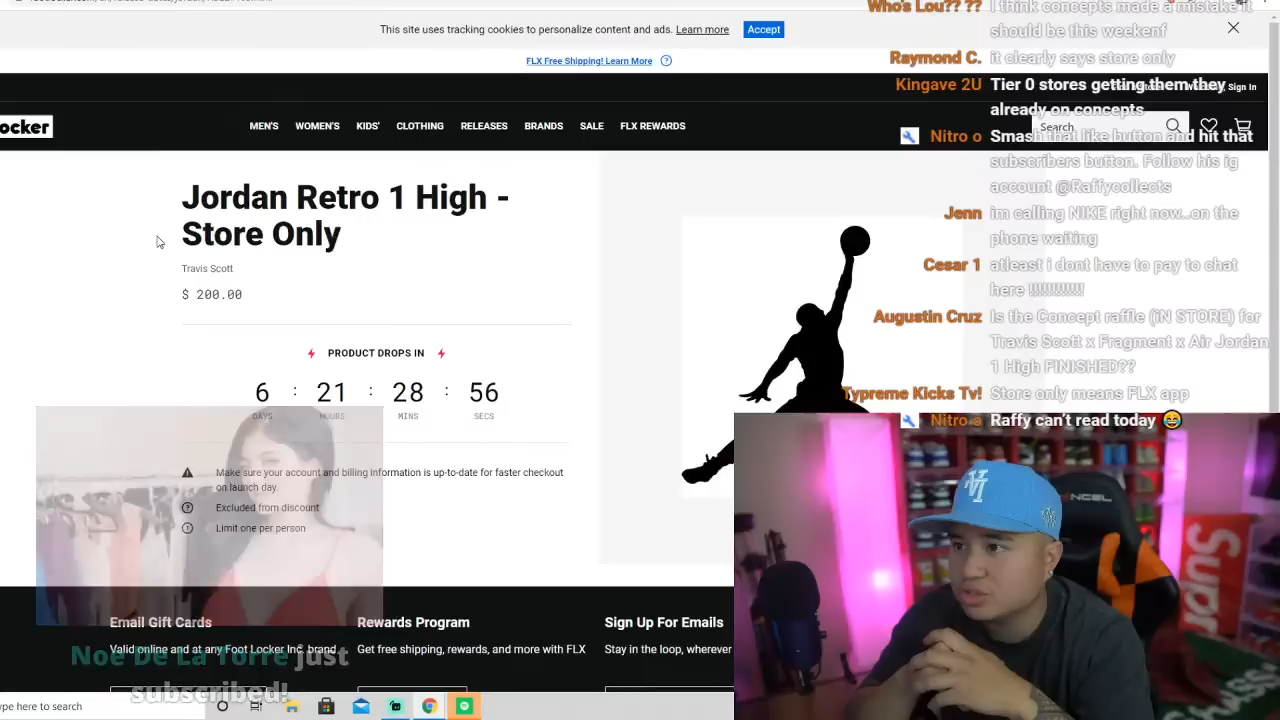 This site uses tracking cookies to personalize content and ads. Learn more
Accept
FLX Free Shipping! Learn More
Sign In
ocker
MEN'S WOMEN'S KIDS' CLOTHING RELEASES BRANDS SALE FLX REWARDS
Search
Jordan Retro 1 High -
Store Only
Travis Scott
$ 200.00
PRODUCT DROPS IN
6 : 21 : 28 : 56
DAYS HOURS MINS SECS
Make sure your account and billing information is up-to-date for faster checkout
on launch day.
Excluded from discount
Limit one per person
Who's Lou?? ?? I think concepts made a mistake it
should be this weekenf
Raymond C. it clearly says store only
Kingave 2U Tier 0 stores getting them they
already on concepts
Nitro o Smash that like button and hit that
subscribers button. Follow his ig
account @Raffycollects
Jenn im calling NIKE right now..on the
phone waiting
Cesar 1 atleast i dont have to pay to chat
here !!!!!!!!!!!!
Augustin Cruz Is the Concept raffle (iN STORE) for
Travis Scott x Fragment x Air Jordan
1 High FINISHED??
Typreme Kicks Tv! Store only means FLX app
Nitro o Raffy can't read today 😂
Email Gift Cards
Valid online and at any Foot Locker Inc. brand.
Rewards Program
Get free shipping, rewards, and more with FLX
Sign Up For Emails
Stay in the loop, wherever
Noe De La Torre just
subscribed!
ype here to search
NCEL
Supr